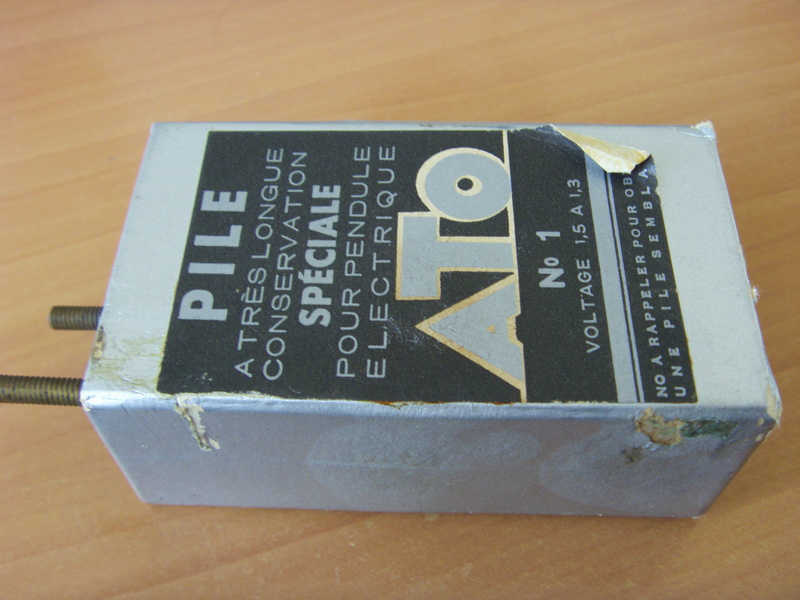 PILE
A TRÈS LONGUE
CONSERVATION
SPÉCIALE
POUR PENDULE
ELECTRIQUE
ATO
No 1
VOLTAGE 1,5 A 1,3
NO A RAPPELER POUR OB
UNE PILE SEMBLA